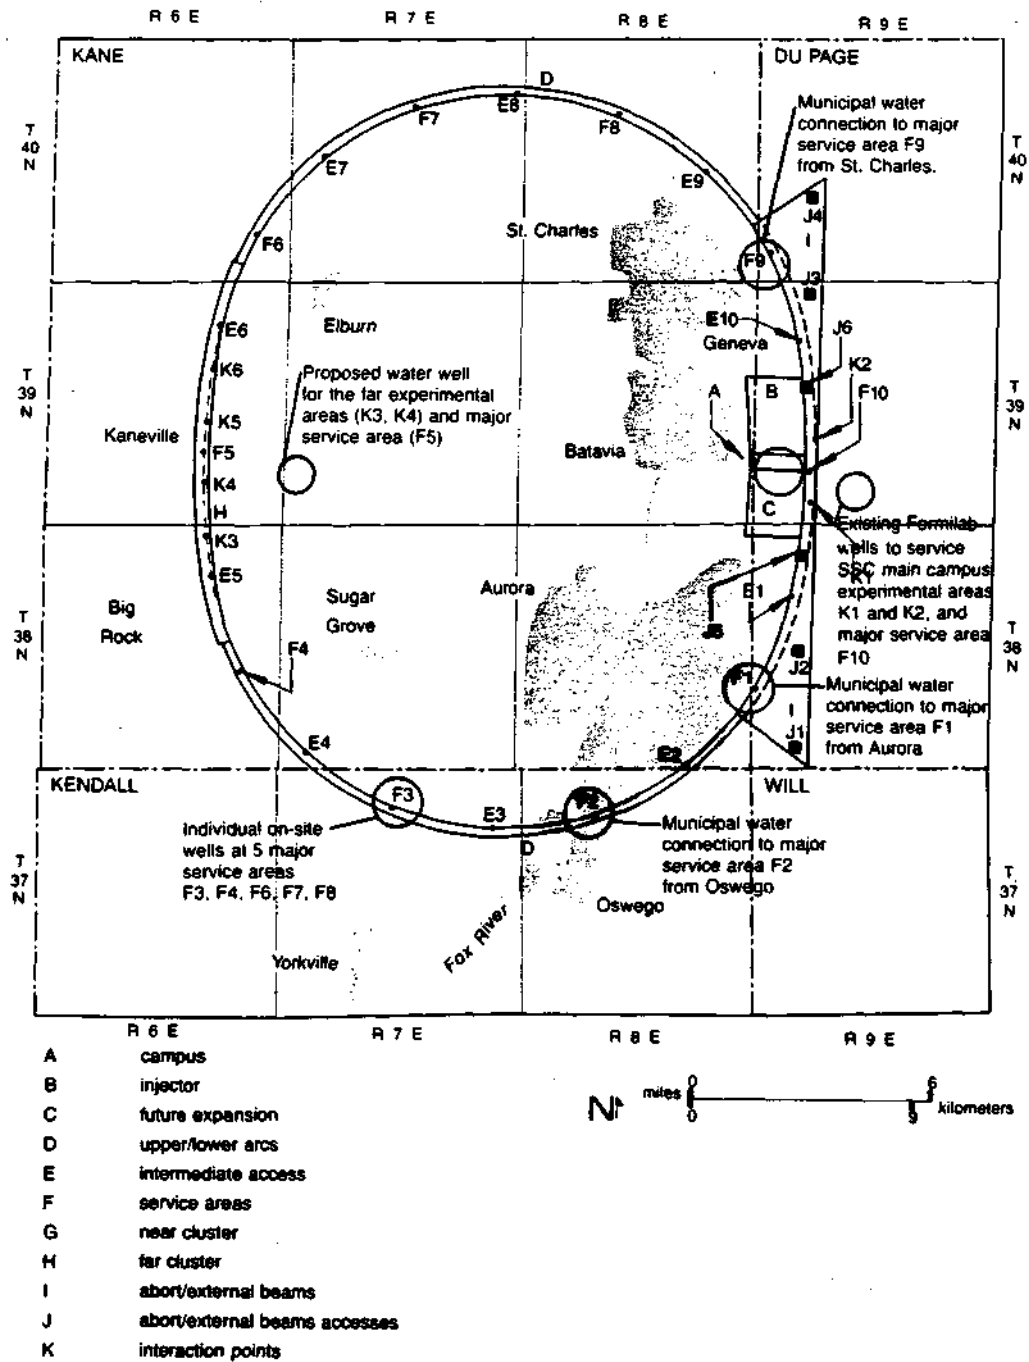 R 6 E
R 7 E
R 8 E
R 9 E
KANE
DU PAGE
D
E8
F7
F8
Municipal water
connection to major
service area F9
from St. Charles.
T
40
N
T
40
N
E7
E9
J4
St. Charles
F6
F9
I
J3
E6
Elburn
E10
Geneva
J6
K6
K2
Proposed water well
for the far experimental
areas (K3, K4) and major
service area (F5)
A
B
F10
T
39
N
T
39
N
K5
Kaneville
F5
Batavia
K4
H
C
Existing Fermilab
wells to service
SSC main campus
experimental areas
K1 and K2, and
major service area
F10
K1
K3
E5
Aurora
E1
Big
Rock
Sugar
Grove
J5
T
38
N
T
38
N
F4
J2
F1
Municipal water
connection to major
service area F1
from Aurora
I
J1
E4
E2
KENDALL
WILL
F3
F2
E3
D
Individual on-site
wells at 5 major
service areas
F3, F4, F6, F7, F8
Municipal water
connection to major
service area F2
from Oswego
T
37
N
T
37
N
Oswego
Fox River
Yorkville
R 6 E
R 7 E
R 8 E
R 9 E
A campus
B injector
C future expansion
D upper/lower arcs
E intermediate access
F service areas
G near cluster
H far cluster
I abort/external beams
J abort/external beams accesses
K interaction points
N
miles 0 6
0 9 kilometers